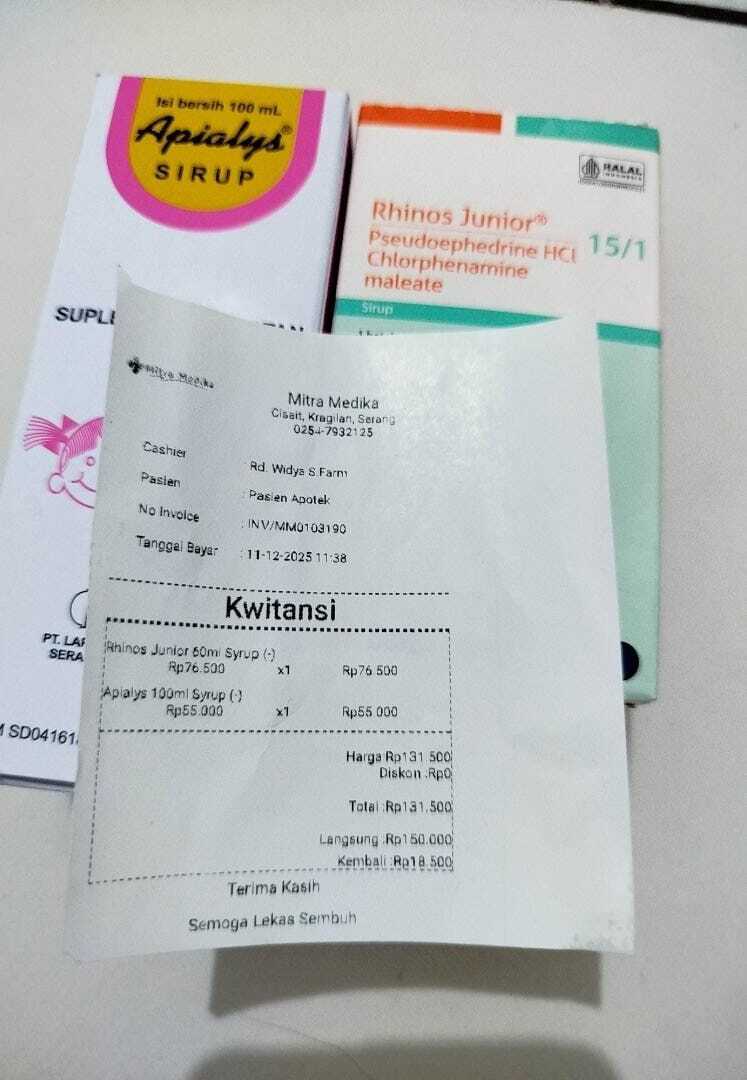 Isi bersih 100 mL
Apialys®
SIRUP
HALAL
INDONESIA
Rhinos Junior®
Pseudoephedrine HCl 15/1
Chlorphenamine
maleate
Sirup
Mitra Medika
Mitra Medika
Cisait, Kragilan, Serang
0254-7932125
Cashier : Rd. Widya S.Farm
Pasien : Pasien Apotek
No Invoice : INV/MM0103190
Tanggal Bayar : 11-12-2025 11:38
Kwitansi
Rhinos Junior 60ml Syrup (-)
Rp76.500 x1 Rp76.500
Apialys 100ml Syrup (-)
Rp55.000 x1 Rp55.000
Harga :Rp131.500
Diskon :Rp0
Total :Rp131.500
Langsung :Rp150.000
Kembali :Rp18.500
Terima Kasih
Semoga Lekas Sembuh